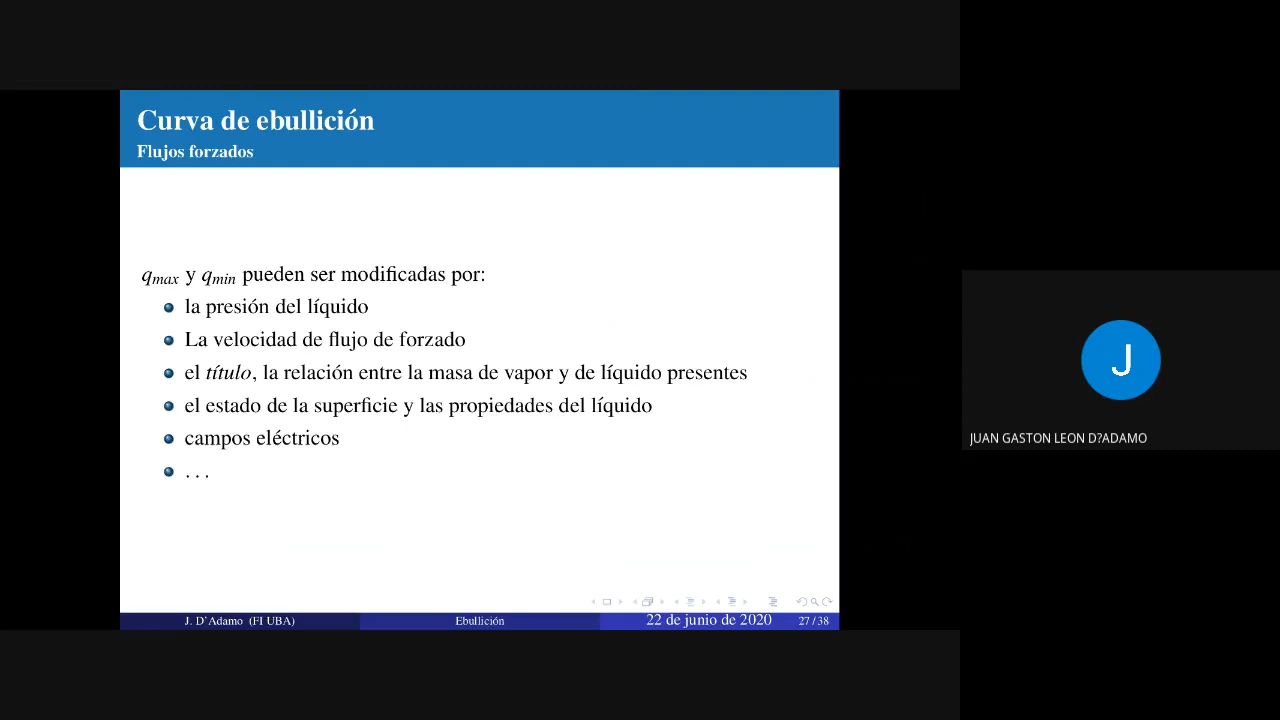 Curva de ebullición
Flujos forzados
qmax y qmin pueden ser modificadas por:
la presión del líquido
La velocidad de flujo de forzado
el título, la relación entre la masa de vapor y de líquido presentes
el estado de la superficie y las propiedades del líquido
campos eléctricos
. . .
J. D'Adamo (FI UBA)
Ebullición
22 de junio de 2020
27 / 38
J
JUAN GASTON LEON D?ADAMO